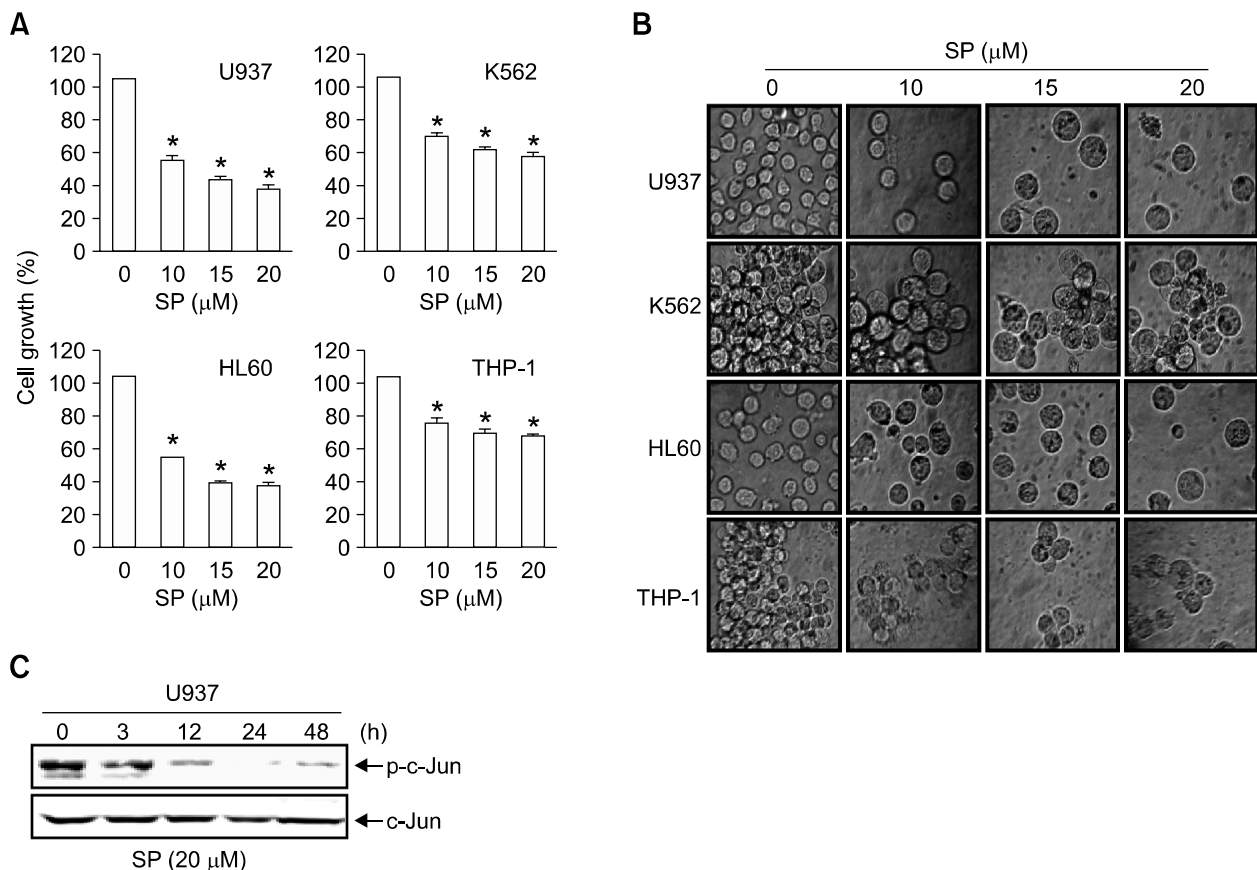 A
Cell growth (%)
U937
120
100
80
60
40
20
0
* * *
0 10 15 20
SP (μM)
K562
120
100
80
60
40
20
0
* * *
0 10 15 20
SP (μM)
HL60
120
100
80
60
40
20
0
* * *
0 10 15 20
SP (μM)
THP-1
120
100
80
60
40
20
0
* * *
0 10 15 20
SP (μM)
B
SP (μM)
0 10 15 20
U937
K562
HL60
THP-1
C
U937
0 3 12 24 48 (h)
p-c-Jun
c-Jun
SP (20 μM)